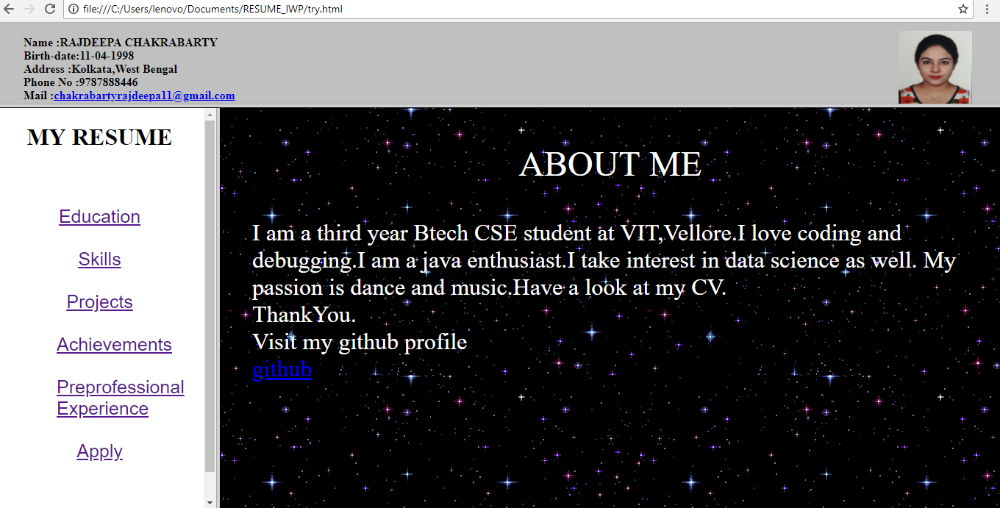 file:///C:/Users/lenovo/Documents/RESUME_IWP/try.html
Name :RAJDEEPA CHAKRABARTY
Birth-date:11-04-1998
Address :Kolkata,West Bengal
Phone No :9787888446
Mail :chakrabartyrajdeepa11@gmail.com
MY RESUME
Education
Skills
Projects
Achievements
Preprofessional
Experience
Apply
ABOUT ME
I am a third year Btech CSE student at VIT,Vellore.I love coding and
debugging.I am a java enthusiast.I take interest in data science as well. My
passion is dance and music.Have a look at my CV.
ThankYou.
Visit my github profile
github